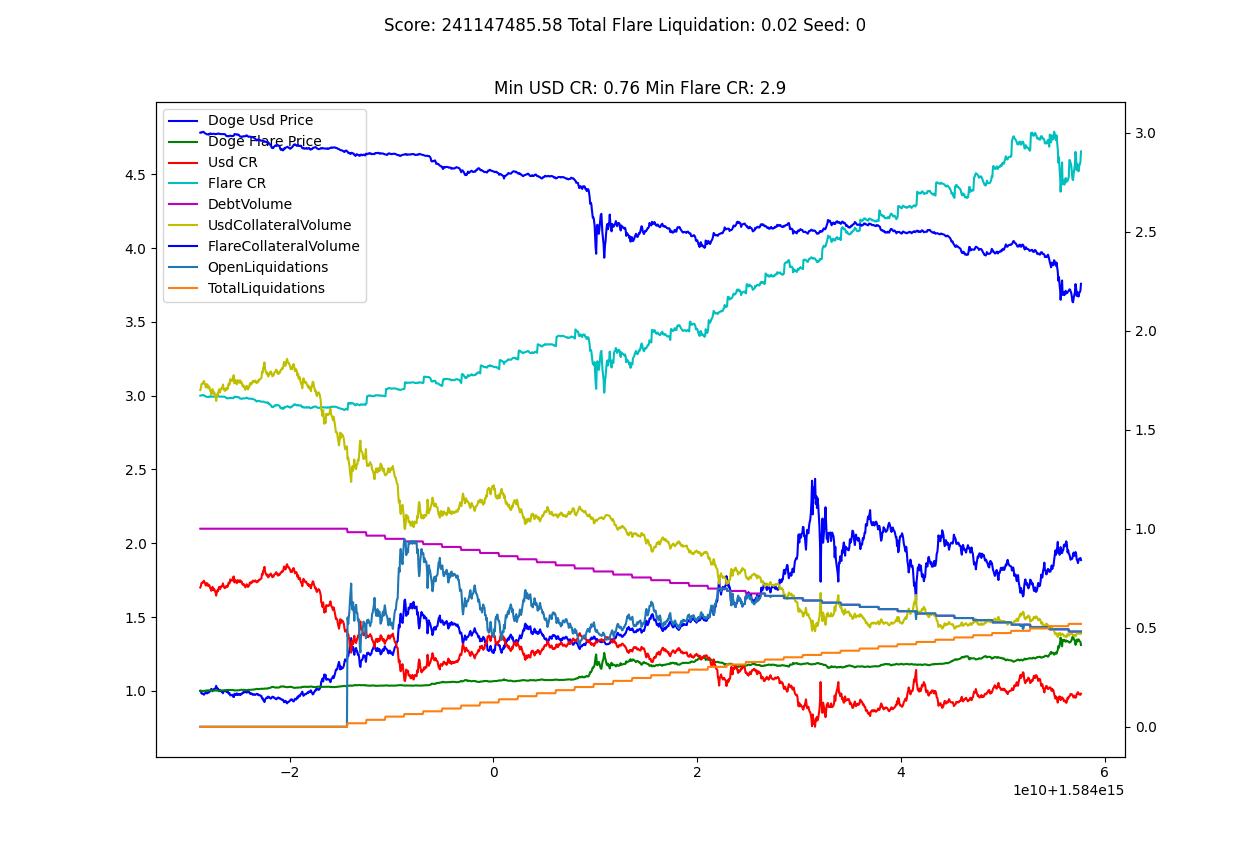 Score: 241147485.58 Total Flare Liquidation: 0.02 Seed: 0
Min USD CR: 0.76 Min Flare CR: 2.9
Doge Usd Price
Doge Flare Price
Usd CR
Flare CR
DebtVolume
UsdCollateralVolume
FlareCollateralVolume
OpenLiquidations
TotalLiquidations
4.5
4.0
3.5
3.0
2.5
2.0
1.5
1.0
3.0
2.5
2.0
1.5
1.0
0.5
0.0
−2
0
2
4
6
1e10+1.584e15